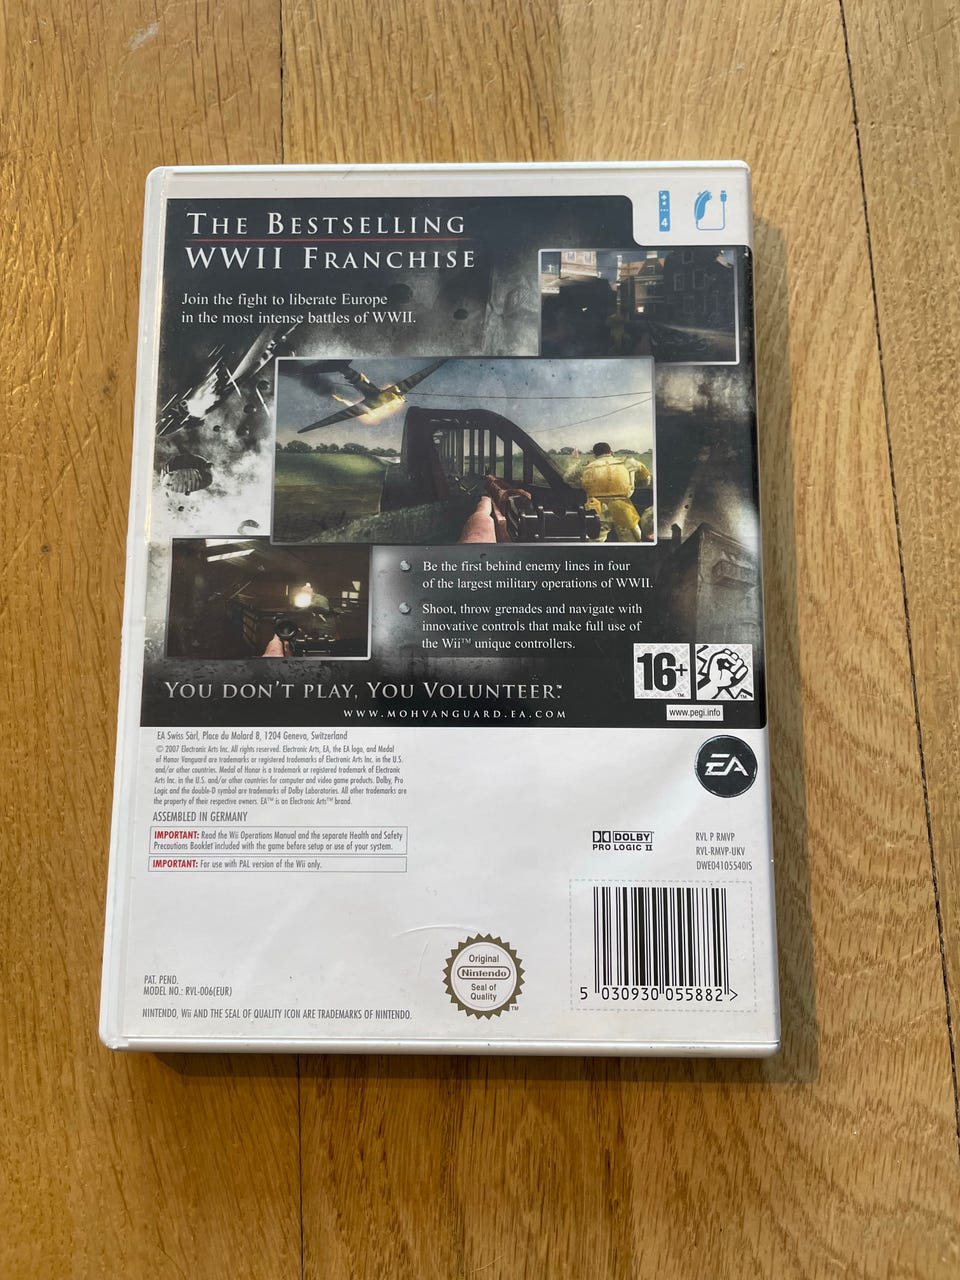 4
THE BESTSELLING
WWII FRANCHISE
Join the fight to liberate Europe
in the most intense battles of WWII.
Be the first behind enemy lines in four
of the largest military operations of WWII.
Shoot, throw grenades and navigate with
innovative controls that make full use of
the Wii™ unique controllers.
YOU DON'T PLAY, YOU VOLUNTEER.™
WWW.MOHVANGUARD.EA.COM
16+
™
™
www.pegi.info
EA Swiss Sàrl, Place du Molard 8, 1204 Geneva, Switzerland
© 2007 Electronic Arts Inc. All rights reserved. Electronic Arts, EA, the EA logo, and Medal
of Honor Vanguard are trademarks or registered trademarks of Electronic Arts Inc. in the U.S.
and/or other countries. Medal of Honor is a trademark or registered trademark of Electronic
Arts Inc. in the U.S. and/or other countries for computer and video game products. Dolby, Pro
Logic and the double-D symbol are trademarks of Dolby Laboratories. All other trademarks are
the property of their respective owners. EA™ is an Electronic Arts™ brand.
ASSEMBLED IN GERMANY
IMPORTANT: Read the Wii Operations Manual and the separate Health and Safety
Precautions Booklet included with the game before setup or use of your system.
IMPORTANT: For use with PAL version of the Wii only.
EA
DOLBY
PRO LOGIC II
RVL P RMVP
RVL-RMVP-UKV
DWE04105540IS
Original
Nintendo
Seal of
Quality
™
5 030930 055882 >
PAT. PEND.
MODEL NO.: RVL-006(EUR)
NINTENDO, Wii AND THE SEAL OF QUALITY ICON ARE TRADEMARKS OF NINTENDO.